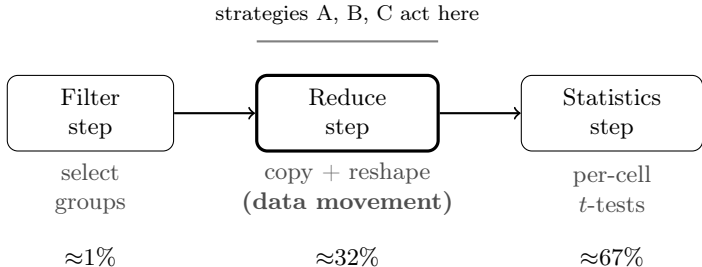 strategies A, B, C act here
Filter
step
Reduce
step
Statistics
step
select
groups
copy + reshape
(data movement)
per-cell
t-tests
≈1%
≈32%
≈67%